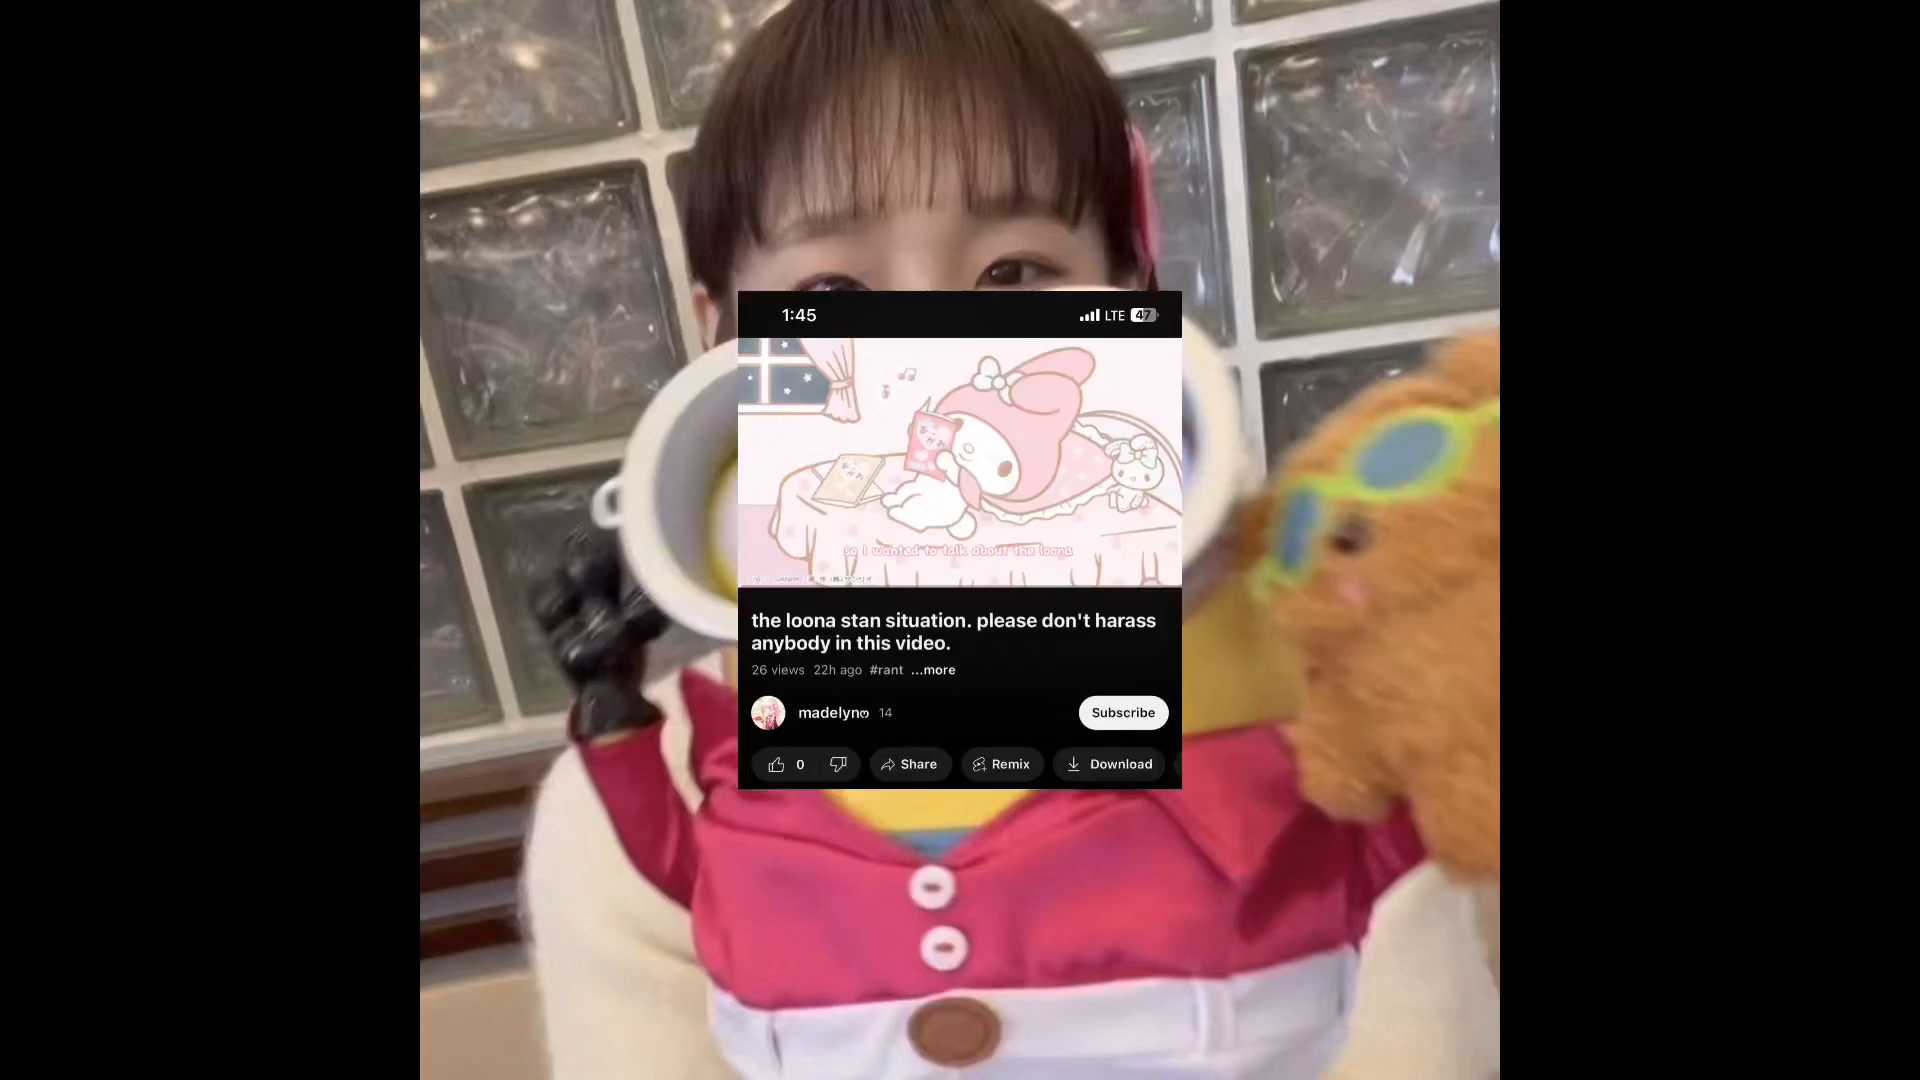 1:45
LTE 47
so I wanted to talk about the loona
the loona stan situation. please don't harass
anybody in this video.
26 views 22h ago #rant ...more
madelyn 14
Subscribe
0 Share Remix Download